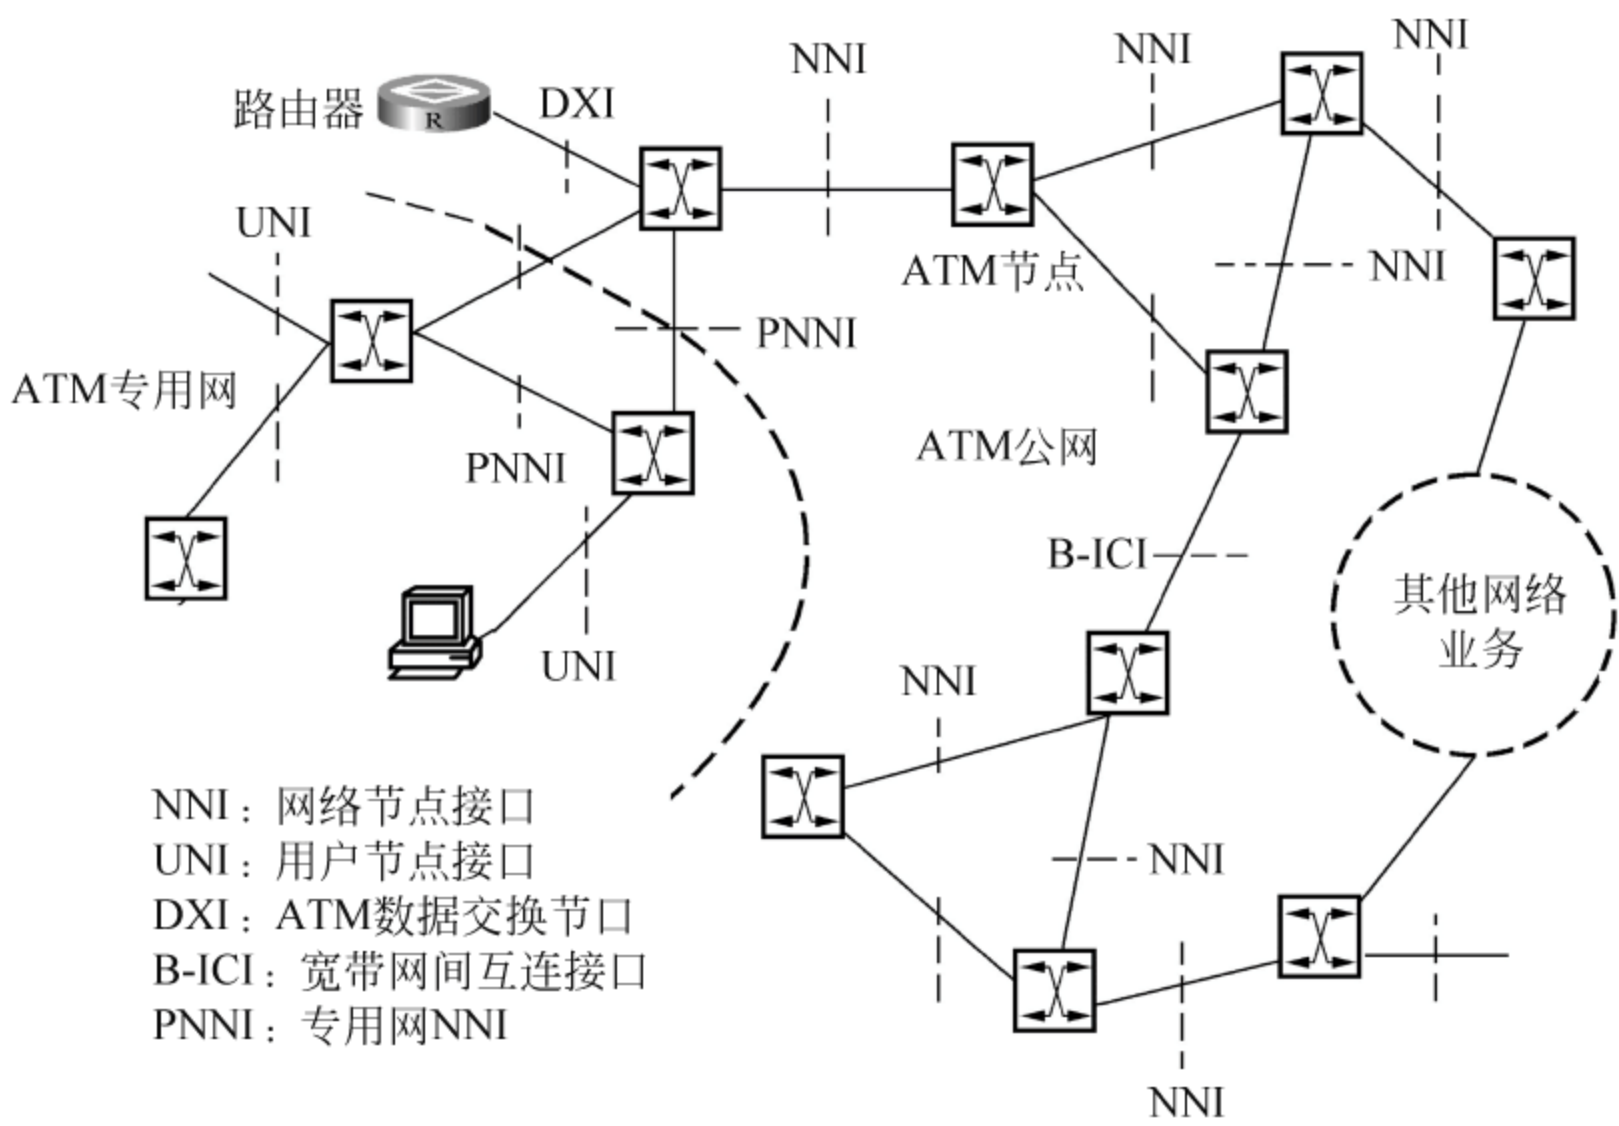 NNI
NNI
NNI
路由器
R
DXI
UNI
ATM节点
NNI
PNNI
ATM专用网
PNNI
ATM公网
B-ICI
其他网络
业务
UNI
NNI
NNI:网络节点接口
UNI:用户节点接口
NNI
DXI:ATM数据交换节口
B-ICI:宽带网间互连接口
PNNI:专用网NNI
NNI